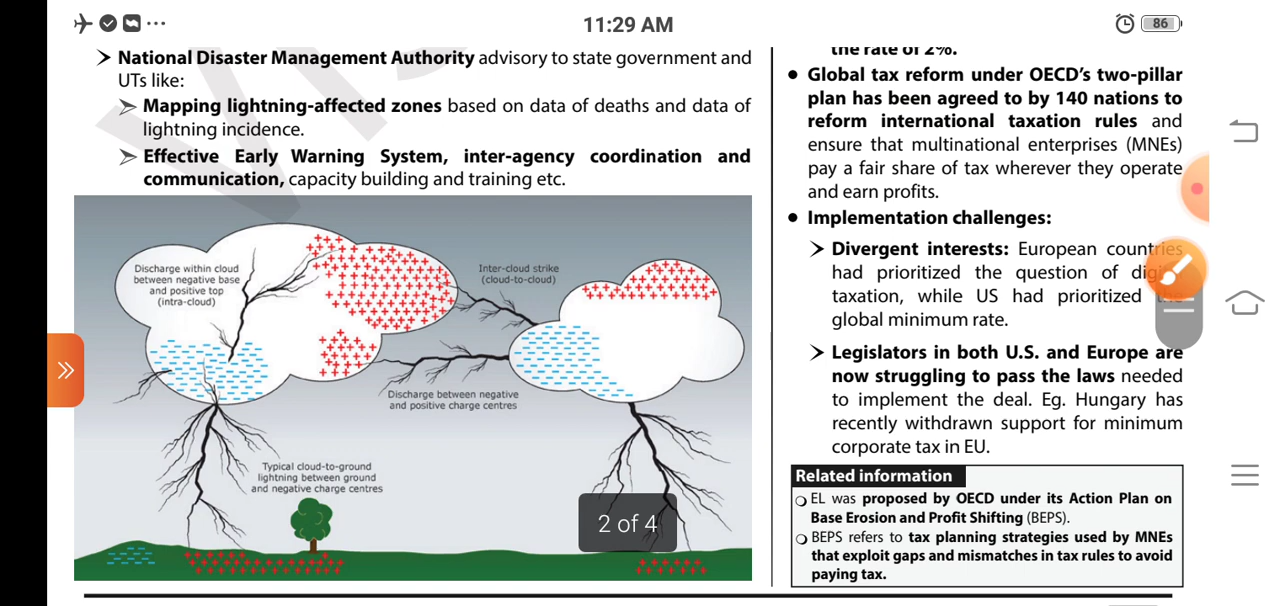 11:29 AM
86
➤ National Disaster Management Authority advisory to state government and
UTs like:
➤ Mapping lightning-affected zones based on data of deaths and data of
lightning incidence.
➤ Effective Early Warning System, inter-agency coordination and
communication, capacity building and training etc.
Discharge within cloud
between negative base
and positive top
(intra-cloud)
Inter-cloud strike
(cloud-to-cloud)
Discharge between negative
and positive charge centres
Typical cloud-to-ground
lightning between ground
and negative charge centres
2 of 4
the rate of 2%.
• Global tax reform under OECD’s two-pillar
plan has been agreed to by 140 nations to
reform international taxation rules and
ensure that multinational enterprises (MNEs)
pay a fair share of tax wherever they operate
and earn profits.
• Implementation challenges:
➤ Divergent interests: European countries
had prioritized the question of digital
taxation, while US had prioritized the
global minimum rate.
➤ Legislators in both U.S. and Europe are
now struggling to pass the laws needed
to implement the deal. Eg. Hungary has
recently withdrawn support for minimum
corporate tax in EU.
Related information
○ EL was proposed by OECD under its Action Plan on
Base Erosion and Profit Shifting (BEPS).
○ BEPS refers to tax planning strategies used by MNEs
that exploit gaps and mismatches in tax rules to avoid
paying tax.